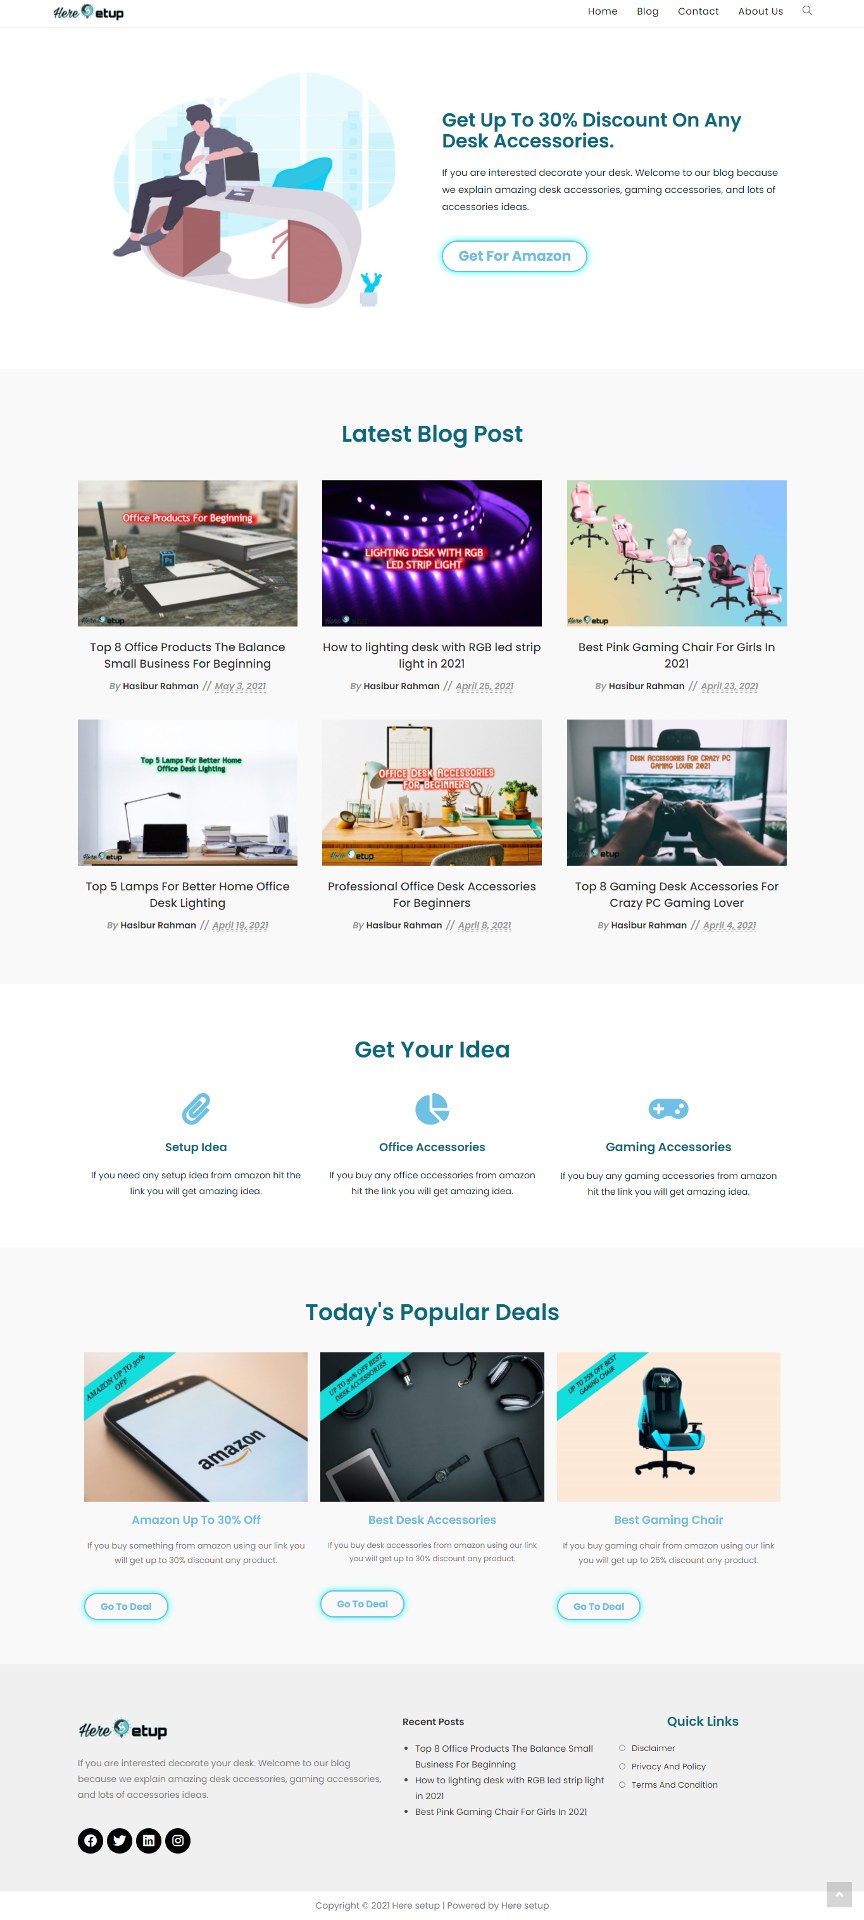 Here Setup
Home Blog Contact About Us
Get Up To 30% Discount On Any
Desk Accessories.
If you are interested decorate your desk. Welcome to our blog because
we explain amazing desk accessories, gaming accessories, and lots of
accessories ideas.
Get For Amazon
Latest Blog Post
Office Products For Beginning
Ps
Here Setup
Top 8 Office Products The Balance
Small Business For Beginning
By Hasibur Rahman // May 3, 2021
LIGHTING DESK WITH RGB
LED STRIP LIGHT
Here
How to lighting desk with RGB led strip
light in 2021
By Hasibur Rahman // April 25, 2021
Here Setup
Best Pink Gaming Chair For Girls In
2021
By Hasibur Rahman // April 23, 2021
Top 5 Lamps For Better Home
Office Desk Lighting
Here Setup
Top 5 Lamps For Better Home Office
Desk Lighting
By Hasibur Rahman // April 19, 2021
Office Desk Accessories
For Beginners
Here Setup
Professional Office Desk Accessories
For Beginners
By Hasibur Rahman // April 8, 2021
Desk Accessories For Crazy PC
Gaming Lover 2021
Here Setup
Top 8 Gaming Desk Accessories For
Crazy PC Gaming Lover
By Hasibur Rahman // April 4, 2021
Get Your Idea
Setup Idea
If you need any setup idea from amazon hit the
link you will get amazing idea.
Office Accessories
If you buy any office accessories from amazon
hit the link you will get amazing idea.
Gaming Accessories
If you buy any gaming accessories from amazon
hit the link you will get amazing idea.
Today's Popular Deals
AMAZON UP TO 30%
OFF
SAMSUNG
amazon
Amazon Up To 30% Off
If you buy something from amazon using our link you
will get up to 30% discount any product.
Go To Deal
UP TO 30% OFF BEST
DESK ACCESSORIES
Best Desk Accessories
If you buy desk accessories from amazon using our link
you will get up to 30% discount any product
Go To Deal
UP TO 25% OFF BEST
GAMING CHAIR
Best Gaming Chair
If you buy gaming chair from amazon using our link
you will get up to 25% discount any product.
Go To Deal
Here Setup
If you are interested decorate your desk. Welcome to our blog
because we explain amazing desk accessories, gaming accessories,
and lots of accessories ideas.
Recent Posts
Top 8 Office Products The Balance Small
Business For Beginning
How to lighting desk with RGB led strip light
in 2021
Best Pink Gaming Chair For Girls In 2021
Quick Links
Disclaimer
Privacy And Policy
Terms And Condition
Copyright © 2021 Here setup | Powered by Here setup